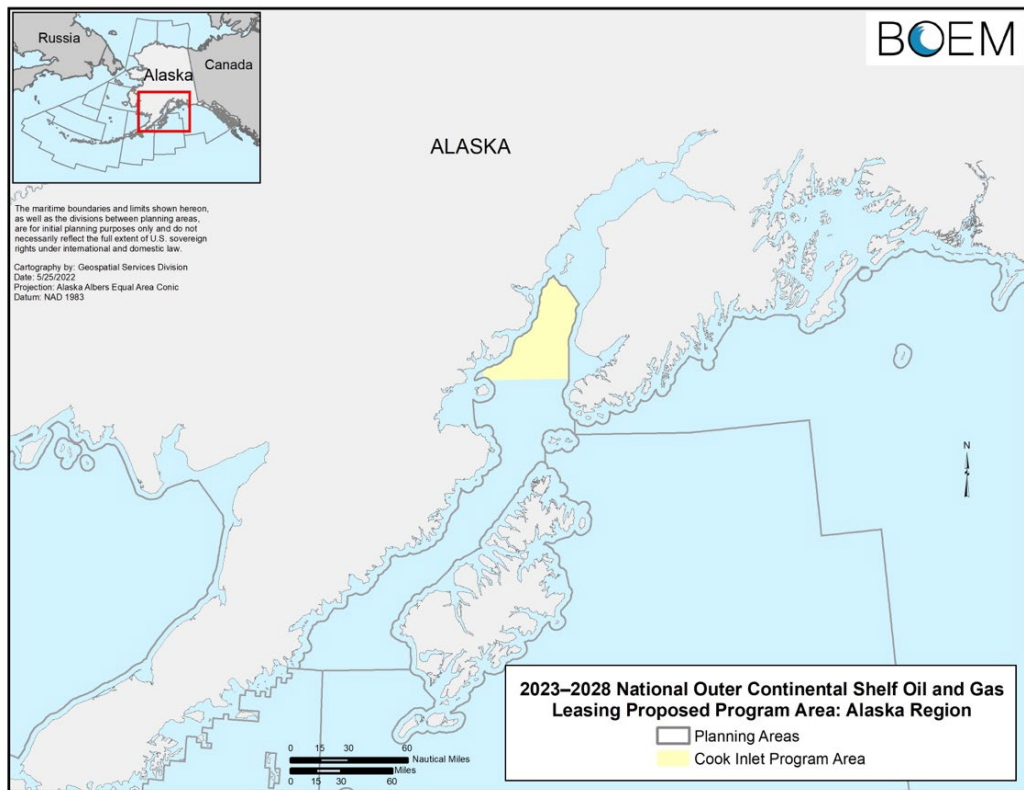 Russia
Alaska
Canada
BOEM
ALASKA
The maritime boundaries and limits shown hereon,
as well as the divisions between planning areas,
are for initial planning purposes only and do not
necessarily reflect the full extent of U.S. sovereign
rights under international and domestic law.
Cartography by: Geospatial Services Division
Date: 5/25/2022
Projection: Alaska Albers Equal Area Conic
Datum: NAD 1983
N
2023–2028 National Outer Continental Shelf Oil and Gas
Leasing Proposed Program Area: Alaska Region
Planning Areas
Cook Inlet Program Area
0 15 30 60
Nautical Miles
Miles
0 15 30 60